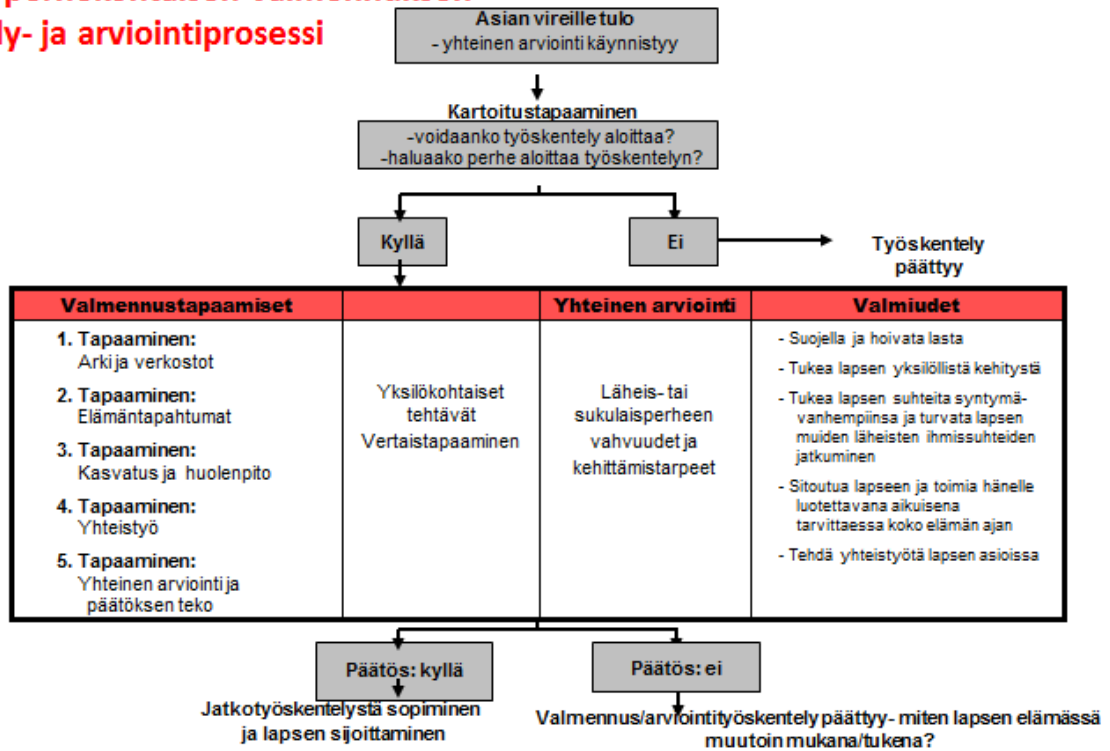 perhekohtaisen valmennuksen
ly- ja arviointiprosessi
Asian vireille tulo
- yhteinen arviointi käynnistyy
Kartoitustapaaminen
-voidaanko työskentely aloittaa?
-haluaako perhe aloittaa työskentelyn?
Kyllä
Ei
Työskentely
päättyy
Valmennustapaamiset
1. Tapaaminen:
Arki ja verkostot
2. Tapaaminen:
Elämäntapahtumat
3. Tapaaminen:
Kasvatus ja huolenpito
4. Tapaaminen:
Yhteistyö
5. Tapaaminen:
Yhteinen arviointi ja
päätöksen teko
Yksilökohtaiset
tehtävät
Vertaistapaaminen
Yhteinen arviointi
Läheis- tai
sukulaisperheen
vahvuudet ja
kehittämistarpeet
Valmiudet
- Suojella ja hoivata lasta
- Tukea lapsen yksilöllistä kehitystä
- Tukea lapsen suhteita syntymä-
vanhempiinsa ja turvata lapsen
muiden läheisten ihmissuhteiden
jatkuminen
- Sitoutua lapseen ja toimia hänelle
luotettavana aikuisena
tarvittaessa koko elämän ajan
- Tehdä yhteistyötä lapsen asioissa
Päätös: kyllä
Päätös: ei
Jatkotyöskentelystä sopiminen
ja lapsen sijoittaminen
Valmennus/arviointityöskentely päättyy- miten lapsen elämässä
muutoin mukana/tukena?